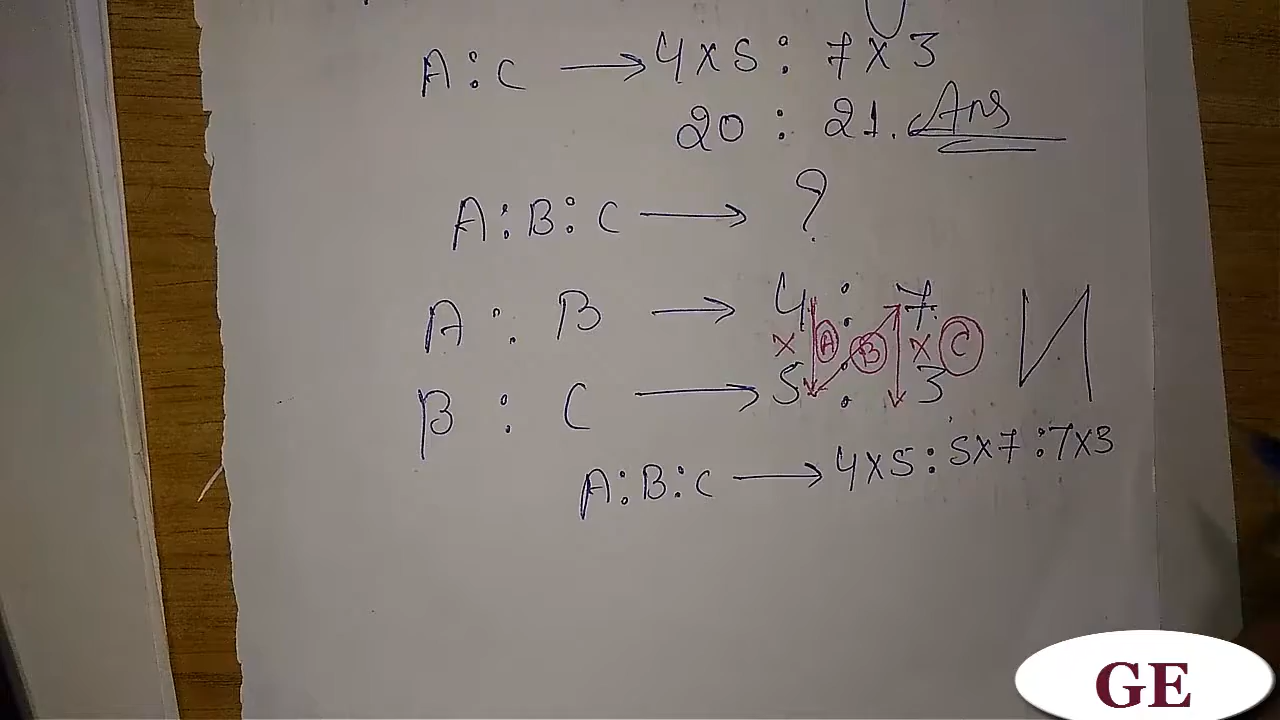 A : C → 4 x 5 : 7 x 3
20 : 21. Ans
A : B : C → ?
A : B → 4 : 7
x A B x C
B : C → 5 : 3
A : B : C → 4 x 5 : 5 x 7 : 7 x 3
GE